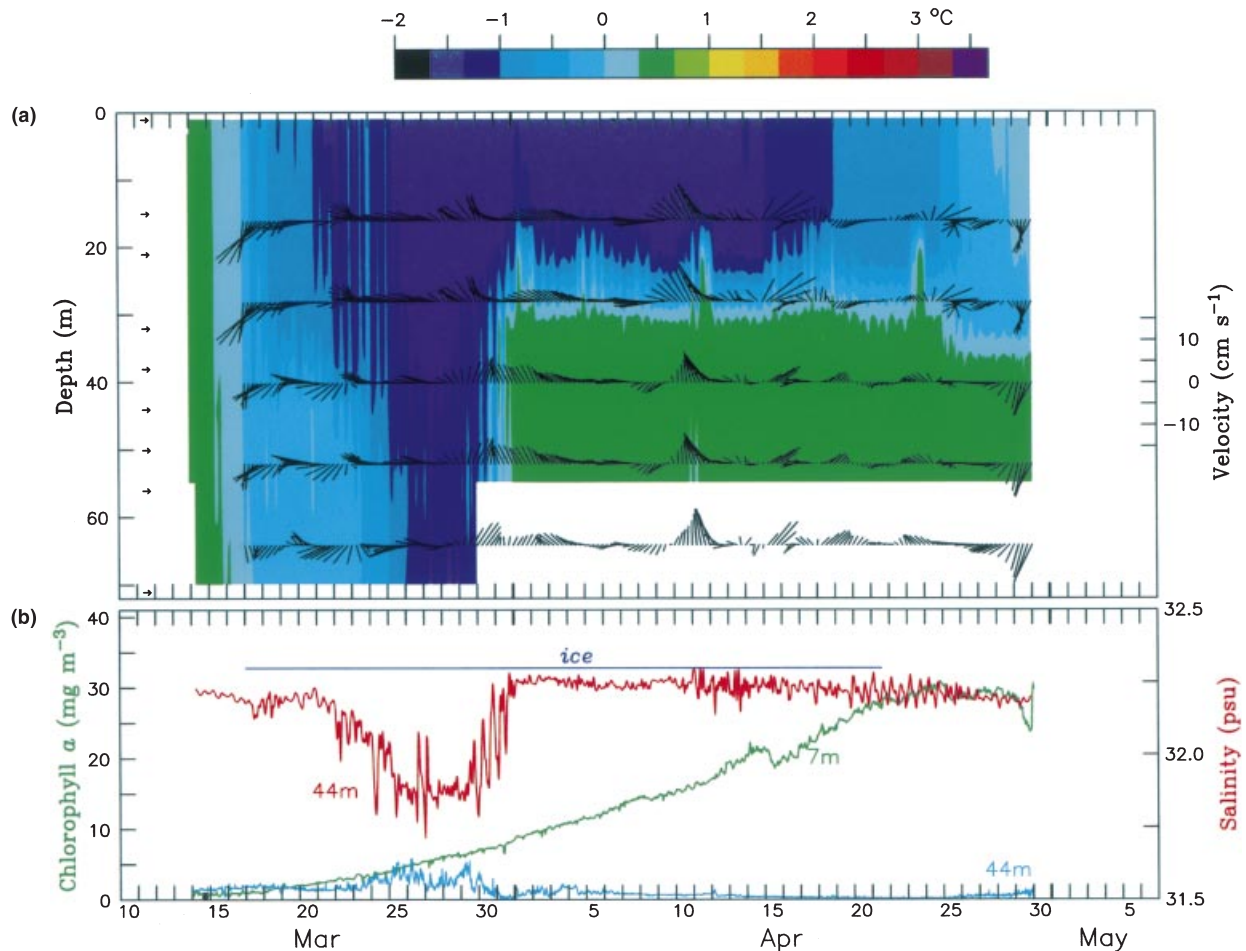 -2 -1 0 1 2 3 °C
(a)
0
20
40
60
Depth (m)
10
0
-10
Velocity (cm s⁻¹)
(b)
40
30
20
10
0
Chlorophyll a (mg m⁻³)
ice
44m
7m
44m
32.5
32.0
31.5
Salinity (psu)
10 15 20 25 30 5 10 15 20 25 30 5
Mar Apr May